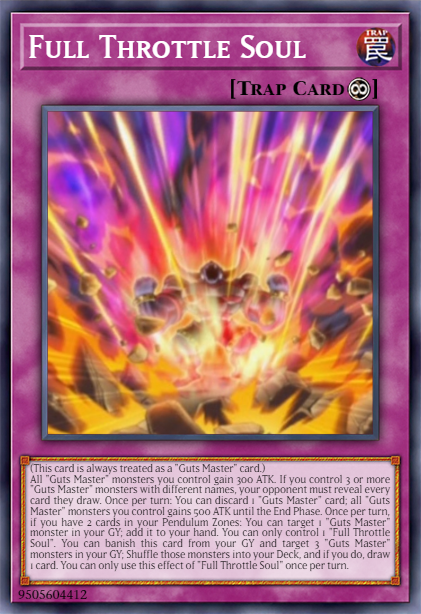 Full Throttle Soul
TRAP
罠
[Trap Card]
(This card is always treated as a "Guts Master" card.)
All "Guts Master" monsters you control gain 300 ATK. If you control 3 or more
"Guts Master" monsters with different names, your opponent must reveal every
card they draw. Once per turn: You can discard 1 "Guts Master" card; all "Guts
Master" monsters you control gains 500 ATK until the End Phase. Once per turn,
if you have 2 cards in your Pendulum Zones: You can target 1 "Guts Master"
monster in your GY; add it to your hand. You can only control 1 "Full Throttle
Soul". You can banish this card from your GY and target 3 "Guts Master"
monsters in your GY; Shuffle those monsters into your Deck, and if you do, draw
1 card. You can only use this effect of "Full Throttle Soul" once per turn.
9505604412